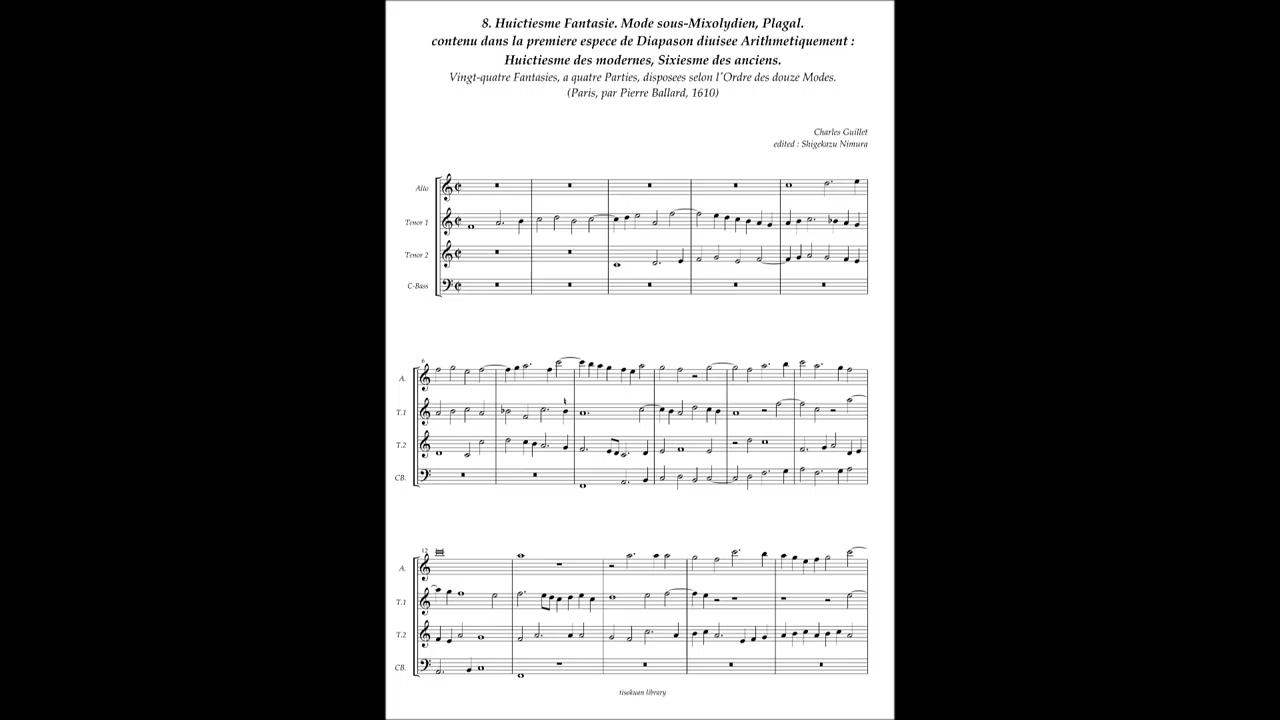 8. Huictiesme Fantasie. Mode sous-Mixolydien, Plagal.
contenu dans la premiere espece de Diapason diuisee Arithmetiquement :
Huictiesme des modernes, Sixiesme des anciens.
Vingt-quatre Fantasies, a quatre Parties, disposees selon l'Ordre des douze Modes.
(Paris, par Pierre Ballard, 1610)
Charles Guillet
edited : Shigekazu Nimura
Alto
Tenor 1
Tenor 2
C-Bass
6
A.
T.1
T.2
CB.
12
A.
T.1
T.2
CB.
tisokuan library